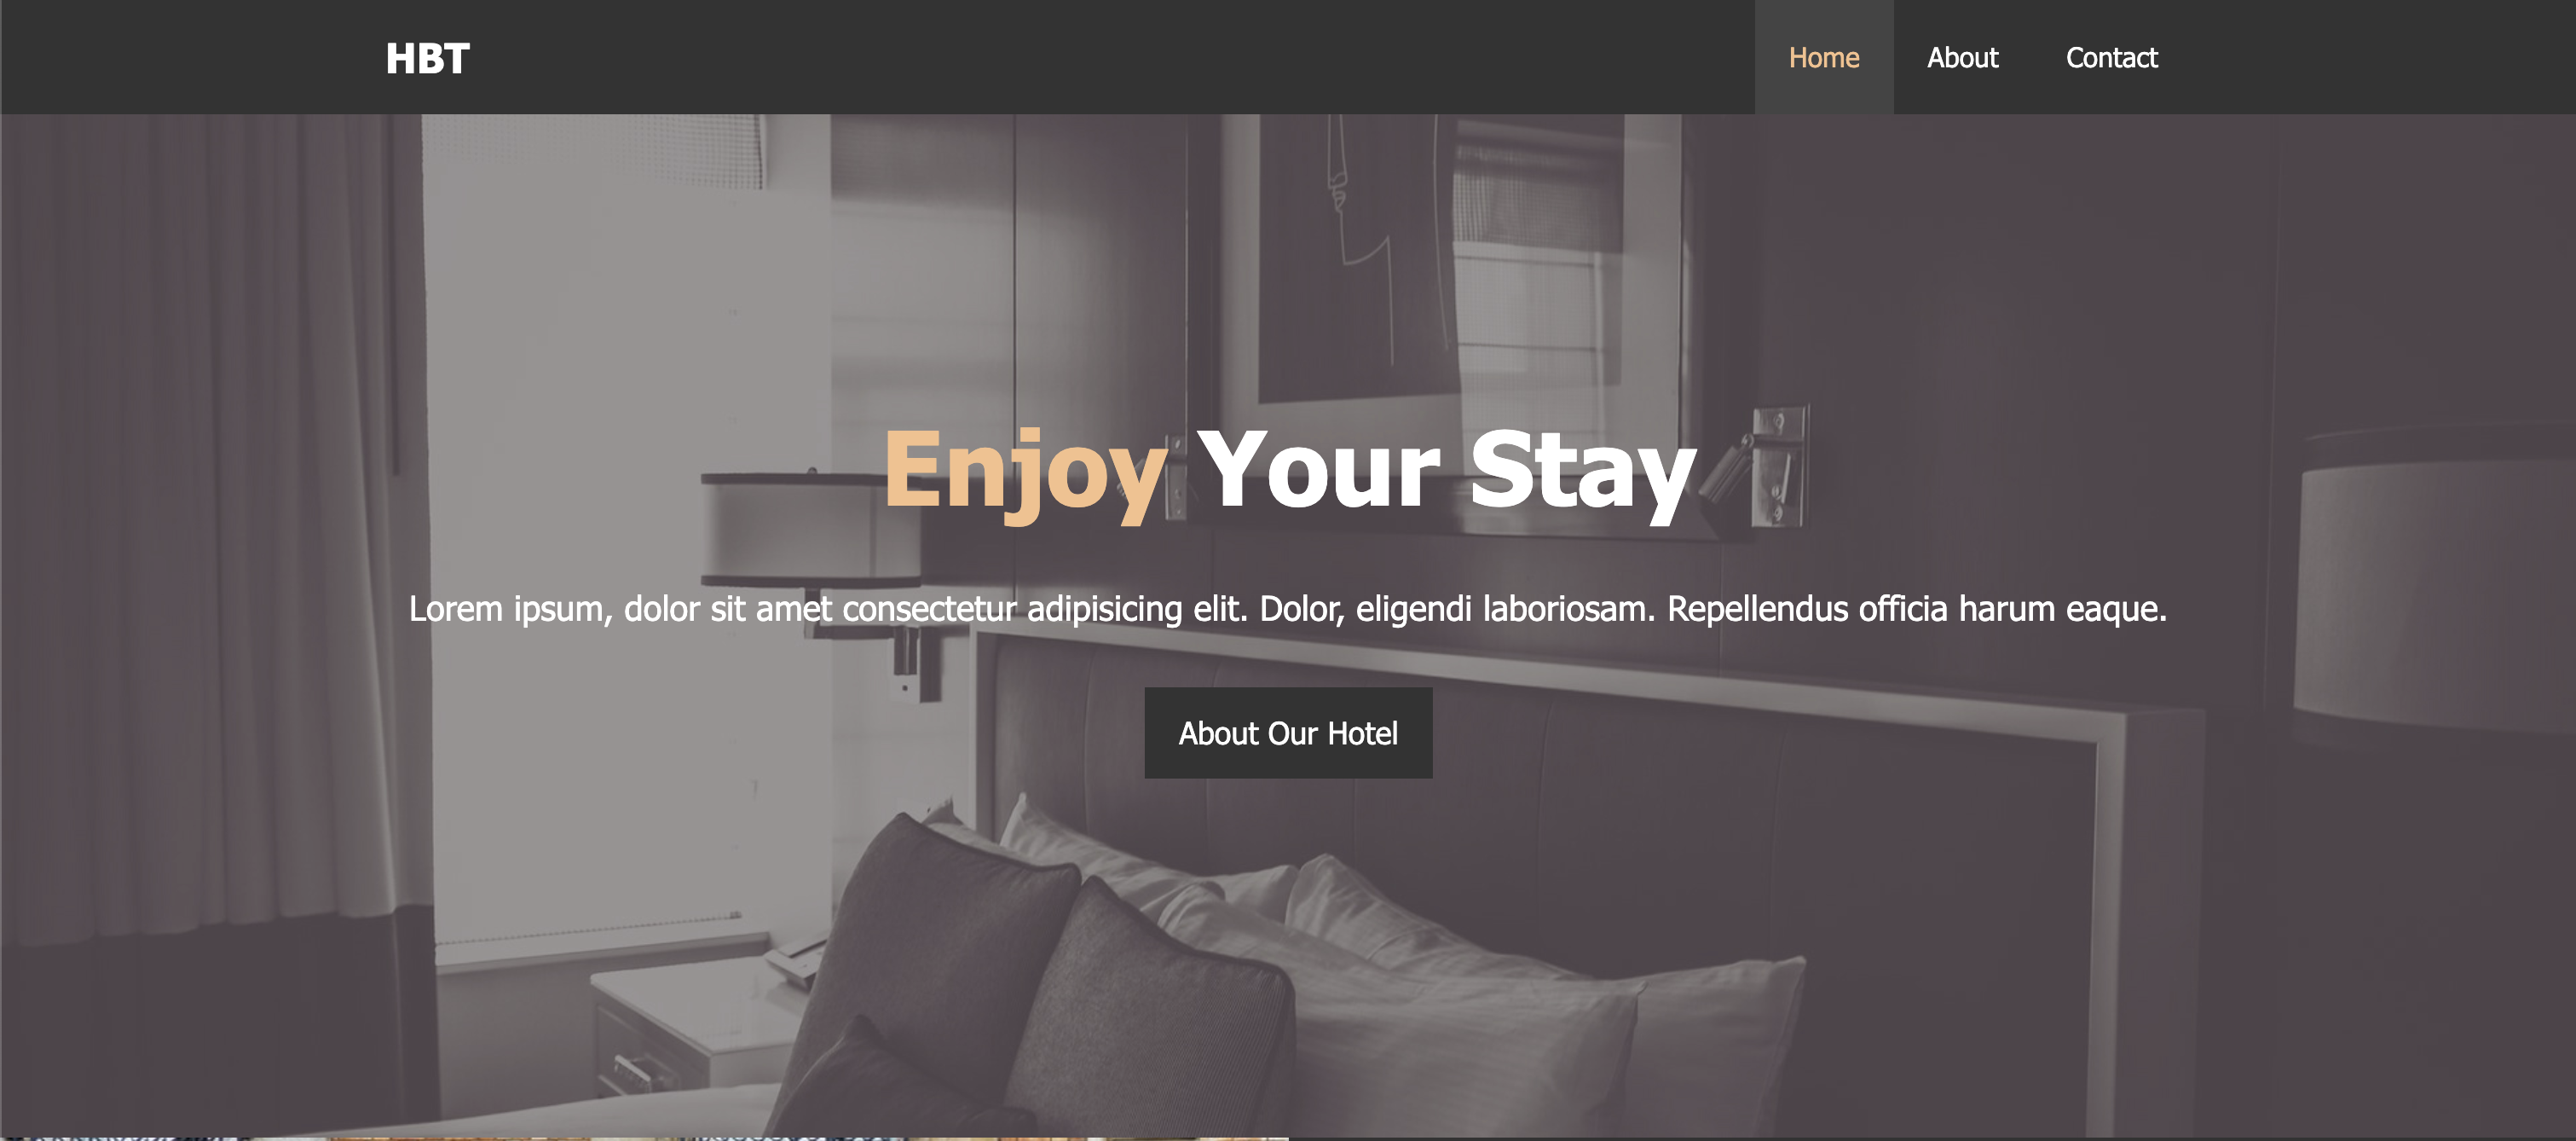 HBT
Home About Contact
Enjoy Your Stay
Lorem ipsum, dolor sit amet consectetur adipisicing elit. Dolor, eligendi laboriosam. Repellendus officia harum eaque.
About Our Hotel